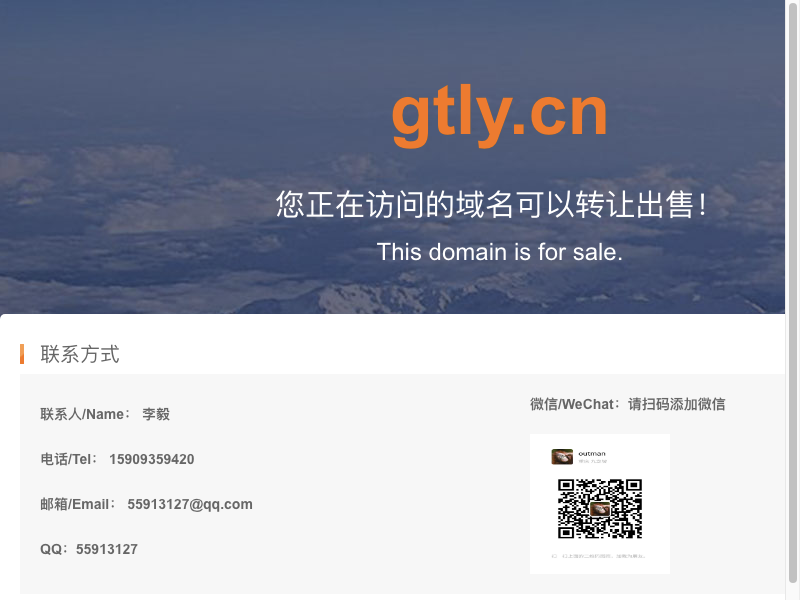 gtly.cn
您正在访问的域名可以转让出售！
This domain is for sale.
联系方式
联系人/Name： 李毅
电话/Tel： 15909359420
邮箱/Email： 55913127@qq.com
QQ：55913127
微信/WeChat：请扫码添加微信
outman